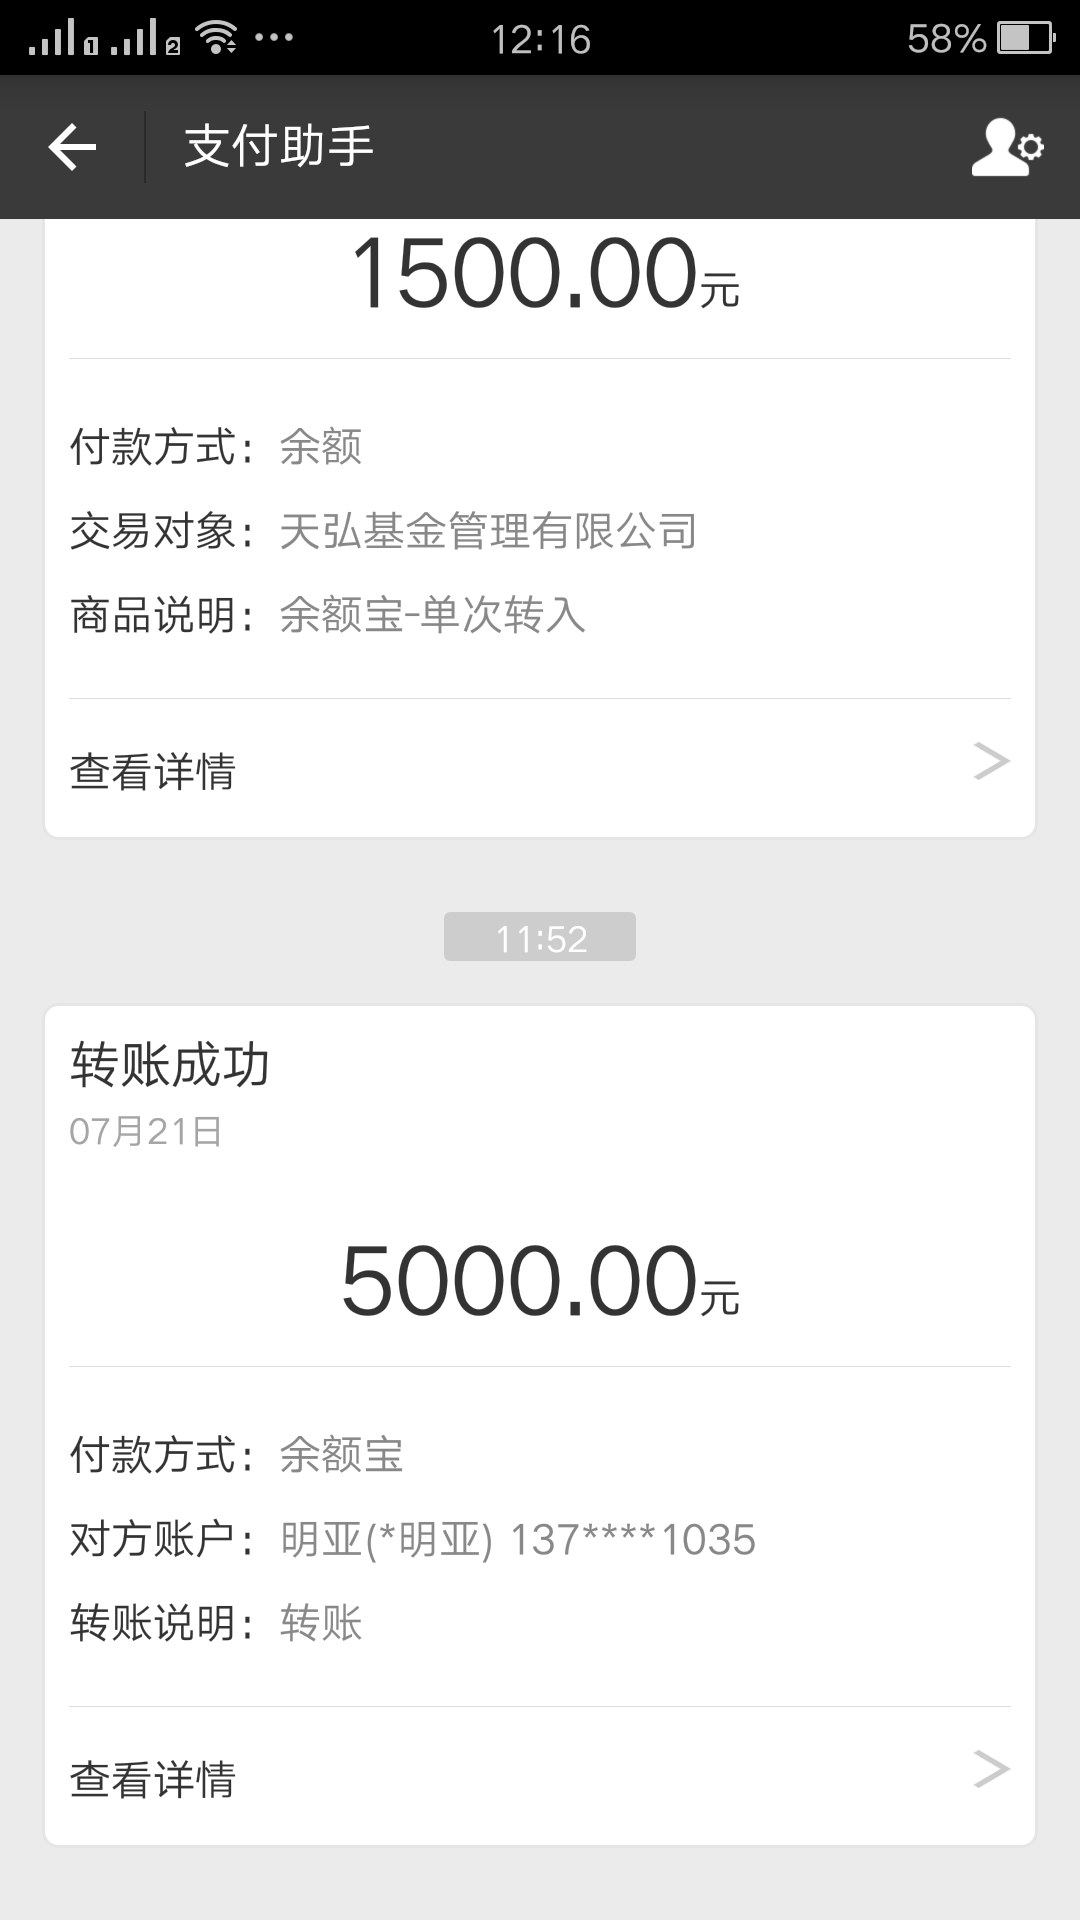 12:16
58%
支付助手
1500.00元
付款方式： 余额
交易对象： 天弘基金管理有限公司
商品说明： 余额宝-单次转入
查看详情
11:52
转账成功
07月21日
5000.00元
付款方式： 余额宝
对方账户： 明亚(*明亚) 137****1035
转账说明： 转账
查看详情